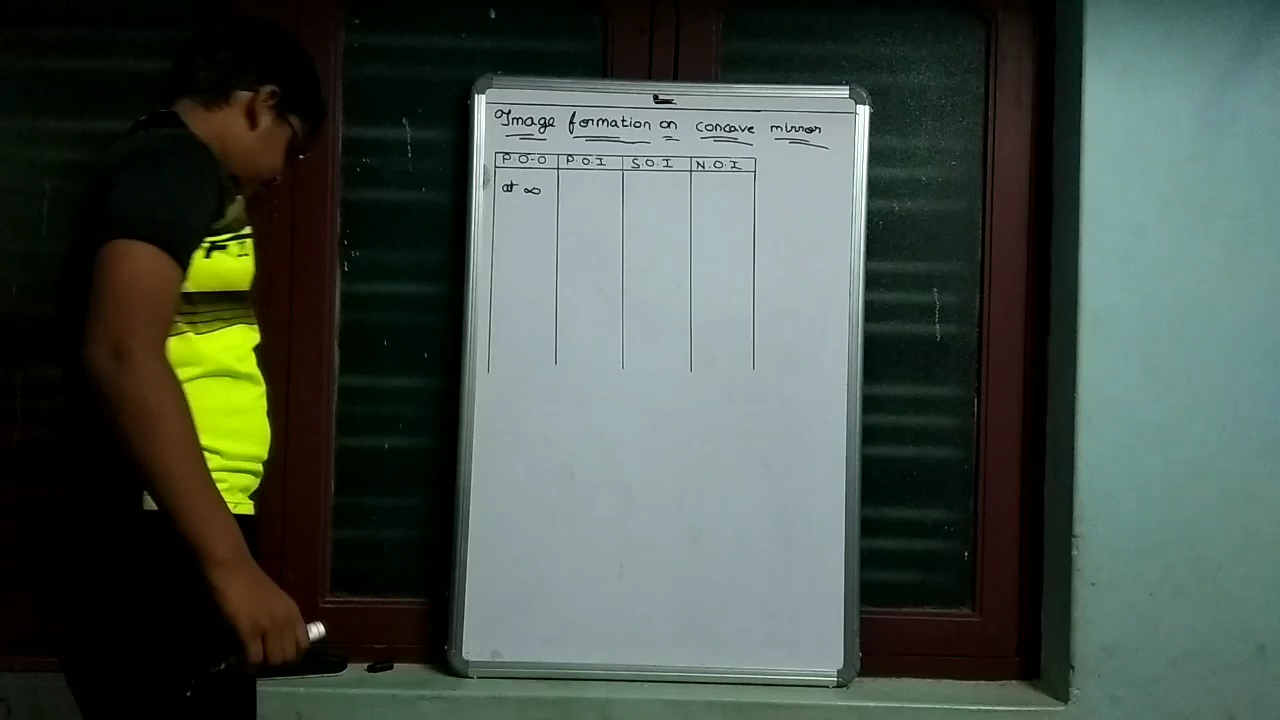 Image formation on concave mirror
P.O.O P.O.I S.O.I N.O.I
at ∞